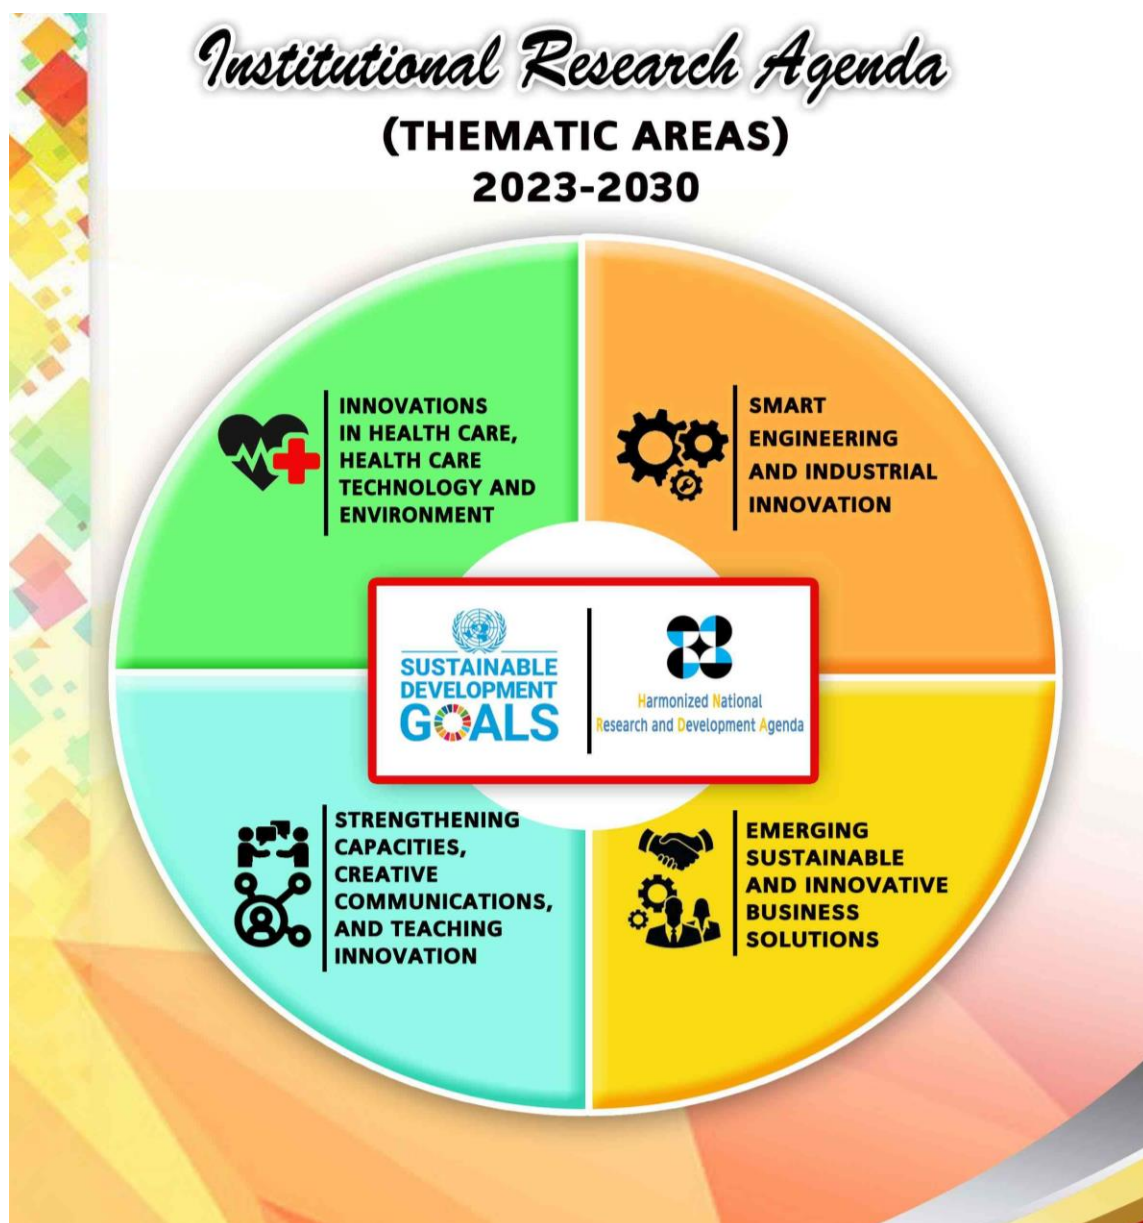 Institutional Research Agenda
(THEMATIC AREAS)
2023-2030
INNOVATIONS
IN HEALTH CARE,
HEALTH CARE
TECHNOLOGY AND
ENVIRONMENT
SMART
ENGINEERING
AND INDUSTRIAL
INNOVATION
SUSTAINABLE
DEVELOPMENT
GOALS
Harmonized National
Research and Development Agenda
STRENGTHENING
CAPACITIES,
CREATIVE
COMMUNICATIONS,
AND TEACHING
INNOVATION
EMERGING
SUSTAINABLE
AND INNOVATIVE
BUSINESS
SOLUTIONS